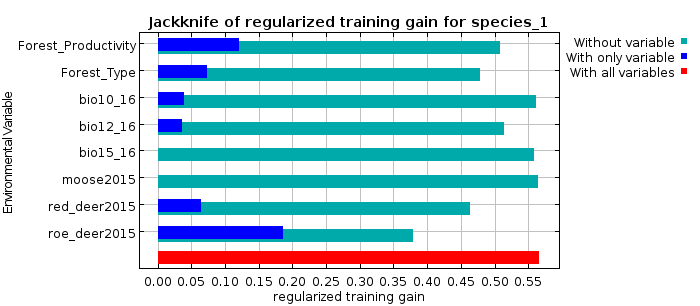 Jackknife of regularized training gain for species_1
Without variable
With only variable
With all variables
Environmental Variable
Forest_Productivity
Forest_Type
bio10_16
bio12_16
bio15_16
moose2015
red_deer2015
roe_deer2015
0.00 0.05 0.10 0.15 0.20 0.25 0.30 0.35 0.40 0.45 0.50 0.55
regularized training gain